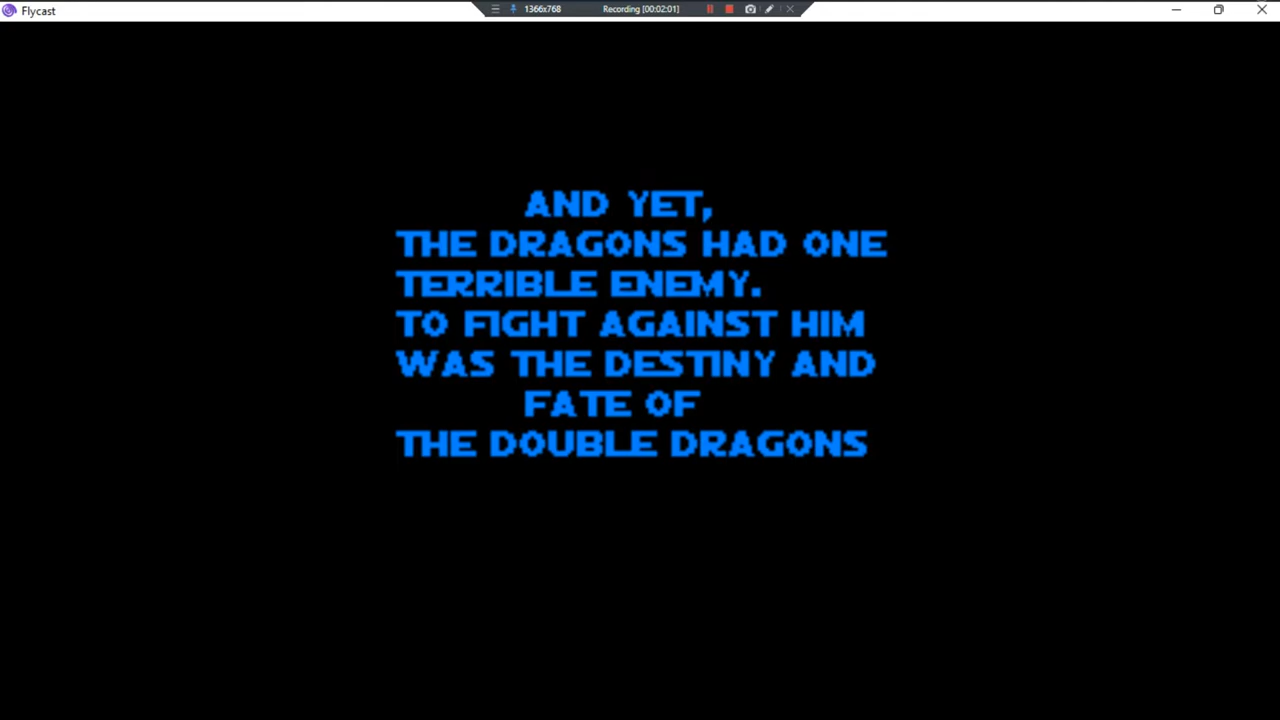 Flycast
1366x768
Recording [00:02:01]
AND YET,
THE DRAGONS HAD ONE
TERRIBLE ENEMY.
TO FIGHT AGAINST HIM
WAS THE DESTINY AND
FATE OF
THE DOUBLE DRAGONS